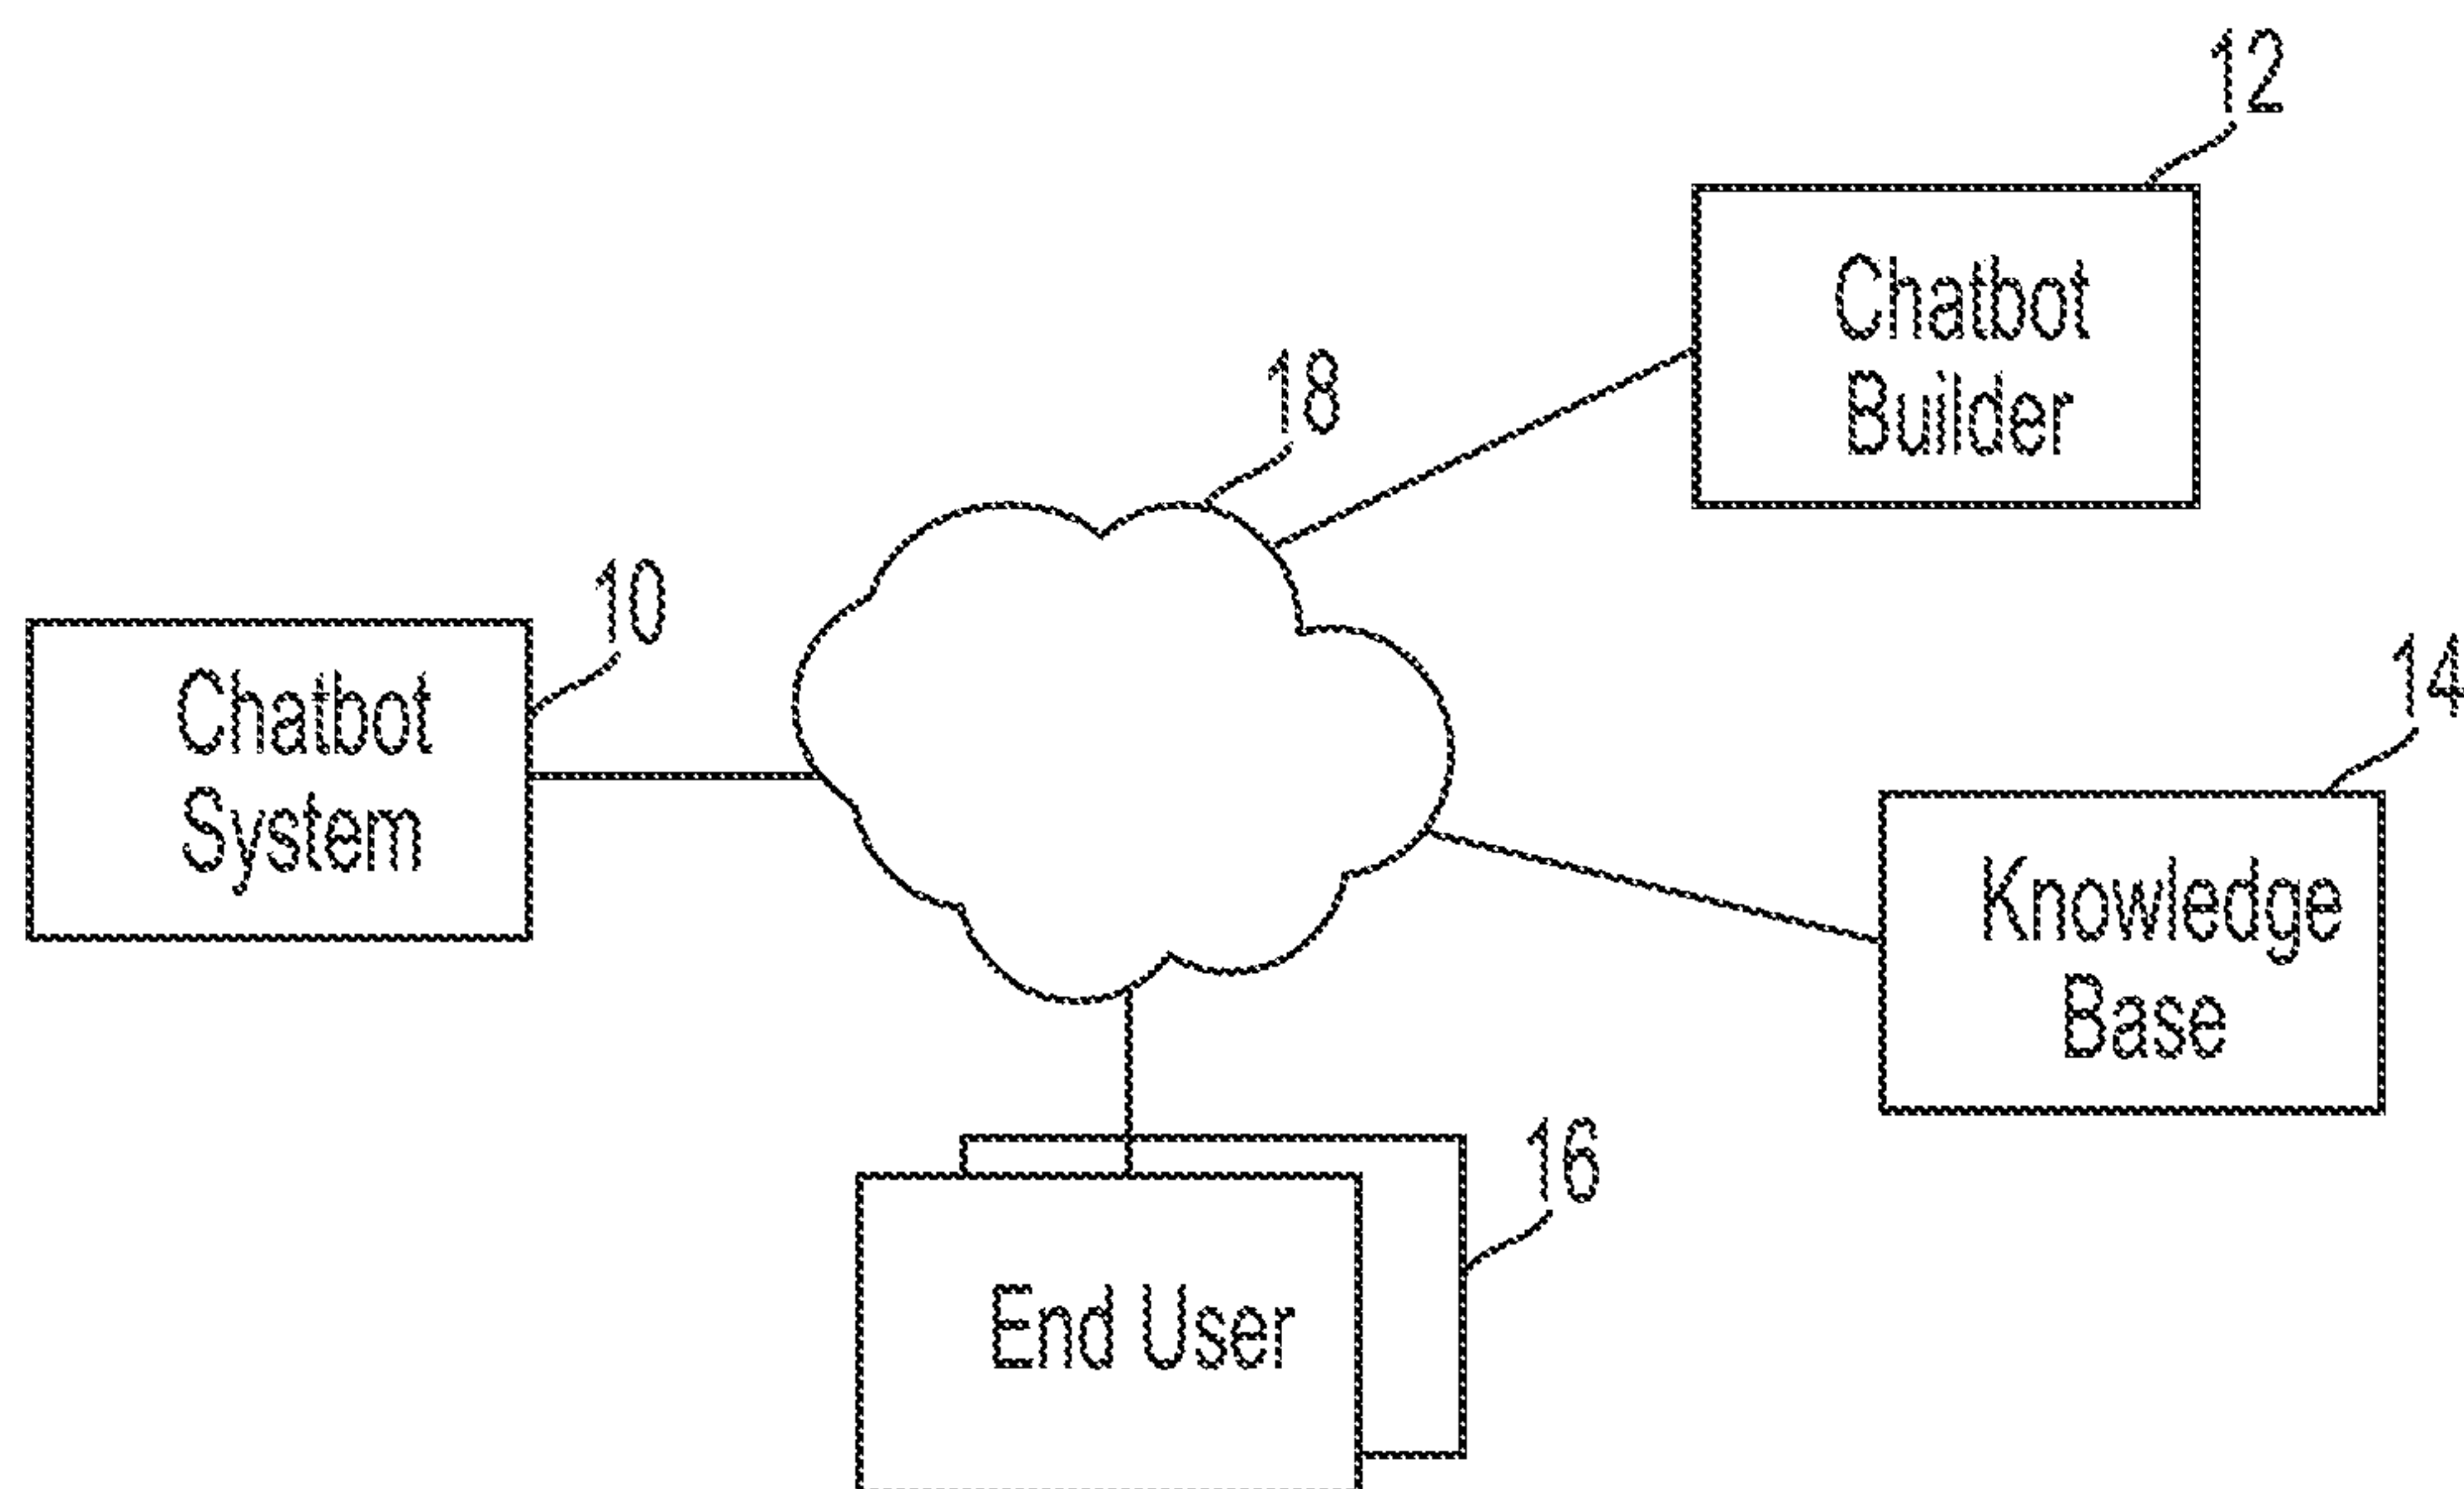 12
Chatbot
Builder
18
10
Chatbot
System
14
Knowledge
Base
16
End User